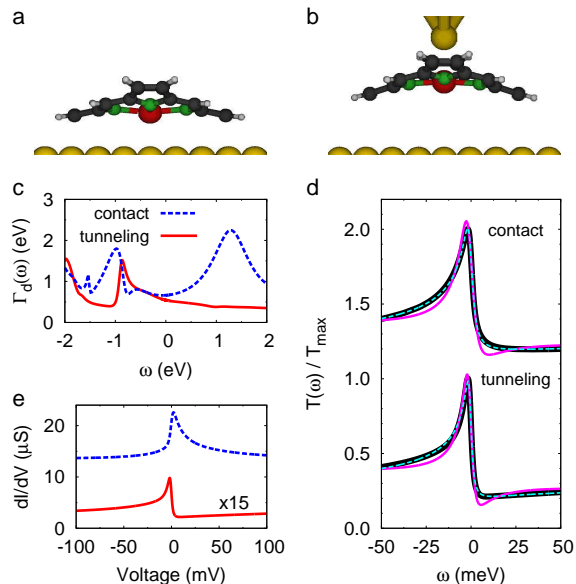 a
b
c
contact
tunneling
Γd(ω) (eV)
3
2
1
0
-2
-1
0
1
2
ω (eV)
d
contact
tunneling
T(ω) / Tmax
2.0
1.5
1.0
0.5
0.0
-50
-25
0
25
50
ω (meV)
e
dI/dV (μS)
20
10
0
x15
-100
-50
0
50
100
Voltage (mV)